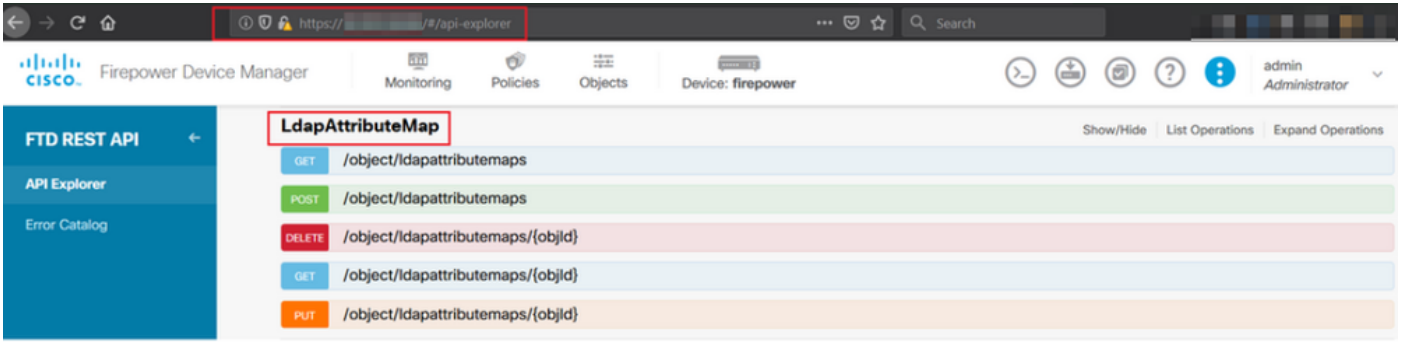 https:// /#/api-explorer
Search
CISCO
Firepower Device Manager
Monitoring
Policies
Objects
Device: firepower
admin
Administrator
FTD REST API
API Explorer
Error Catalog
LdapAttributeMap
Show/Hide
List Operations
Expand Operations
GET /object/ldapattributemaps
POST /object/ldapattributemaps
DELETE /object/ldapattributemaps/{objId}
GET /object/ldapattributemaps/{objId}
PUT /object/ldapattributemaps/{objId}